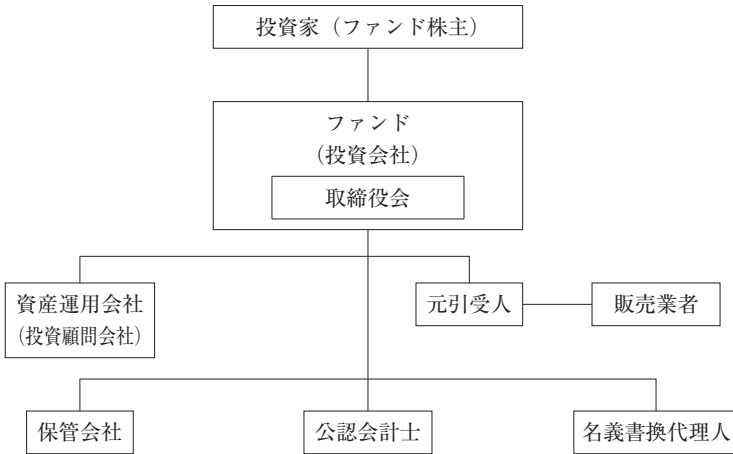 投資家（ファンド株主）
ファンド
（投資会社）
取締役会
資産運用会社
（投資顧問会社）
元引受人
販売業者
保管会社
公認会計士
名義書換代理人